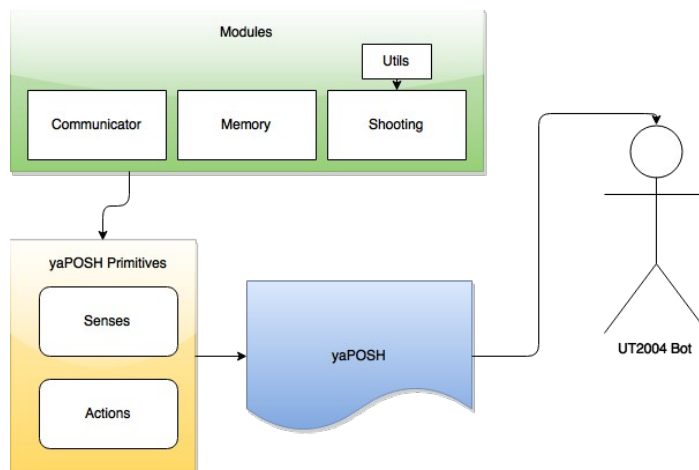 Modules
Utils
Communicator
Memory
Shooting
yaPOSH Primitives
Senses
Actions
yaPOSH
UT2004 Bot